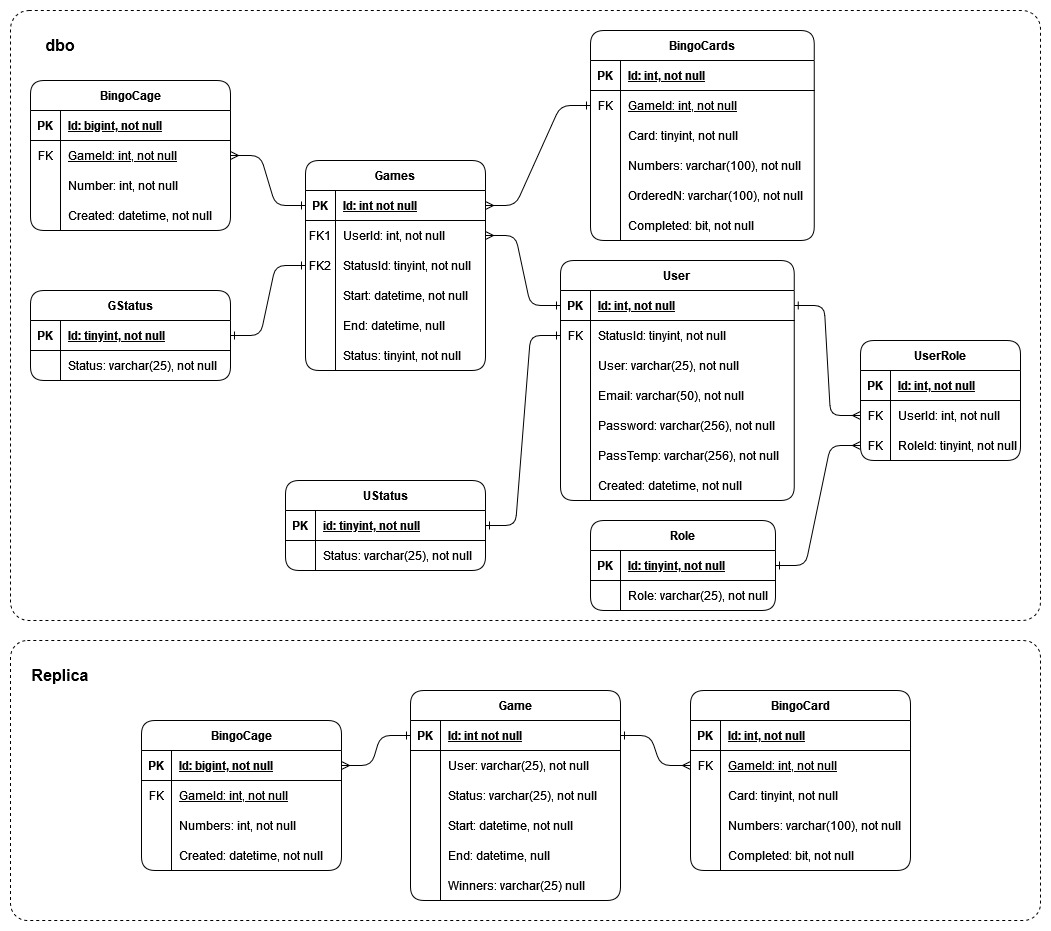 dbo
BingoCage
PK Id: bigint, not null
FK GameId: int, not null
Number: int, not null
Created: datetime, not null
GStatus
PK Id: tinyint, not null
Status: varchar(25), not null
Games
PK Id: int not null
FK1 UserId: int, not null
FK2 StatusId: tinyint, not null
Start: datetime, not null
End: datetime, null
Status: tinyint, not null
BingoCards
PK Id: int, not null
FK GameId: int, not null
Card: tinyint, not null
Numbers: varchar(100), not null
OrderedN: varchar(100), not null
Completed: bit, not null
User
PK Id: int, not null
FK StatusId: tinyint, not null
User: varchar(25), not null
Email: varchar(50), not null
Password: varchar(256), not null
PassTemp: varchar(256), not null
Created: datetime, not null
UserRole
PK Id: int, not null
FK UserId: int, not null
FK RoleId: tinyint, not null
UStatus
PK id: tinyint, not null
Status: varchar(25), not null
Role
PK Id: tinyint, not null
Role: varchar(25), not null
Replica
BingoCage
PK Id: bigint, not null
FK GameId: int, not null
Numbers: int, not null
Created: datetime, not null
Game
PK Id: int not null
User: varchar(25), not null
Status: varchar(25), not null
Start: datetime, not null
End: datetime, null
Winners: varchar(25) null
BingoCard
PK Id: int, not null
FK GameId: int, not null
Card: tinyint, not null
Numbers: varchar(100), not null
Completed: bit, not null